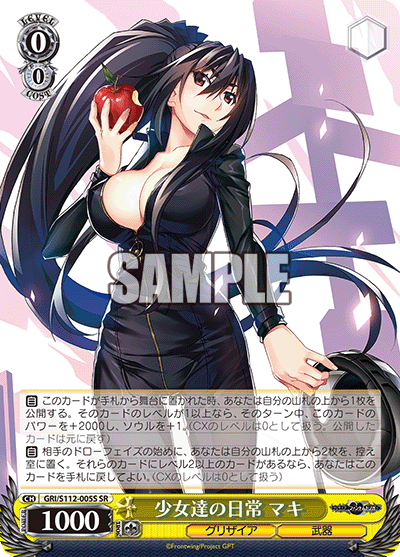 LEVEL
0
0
COST
SAMPLE
自 このカードが手札から舞台に置かれた時、あなたは自分の山札の上から1枚を
公開する。そのカードのレベルが1以上なら、そのターン中、このカードの
パワーを+2000し、ソウルを+1。(CXのレベルは0として扱う。公開した
カードは元に戻す)
自 相手のドローフェイズの始めに、あなたは自分の山札の上から2枚を、控え
室に置く。それらのカードにレベル2以上のカードがあるなら、あなたは
このカードを手札に戻してよい。(CXのレベルは0として扱う)
CH GRI/S112-005S SR
POWER
1000
少女達の日常 マキ
グリザイア
武器
©Frontwing/Project GPT